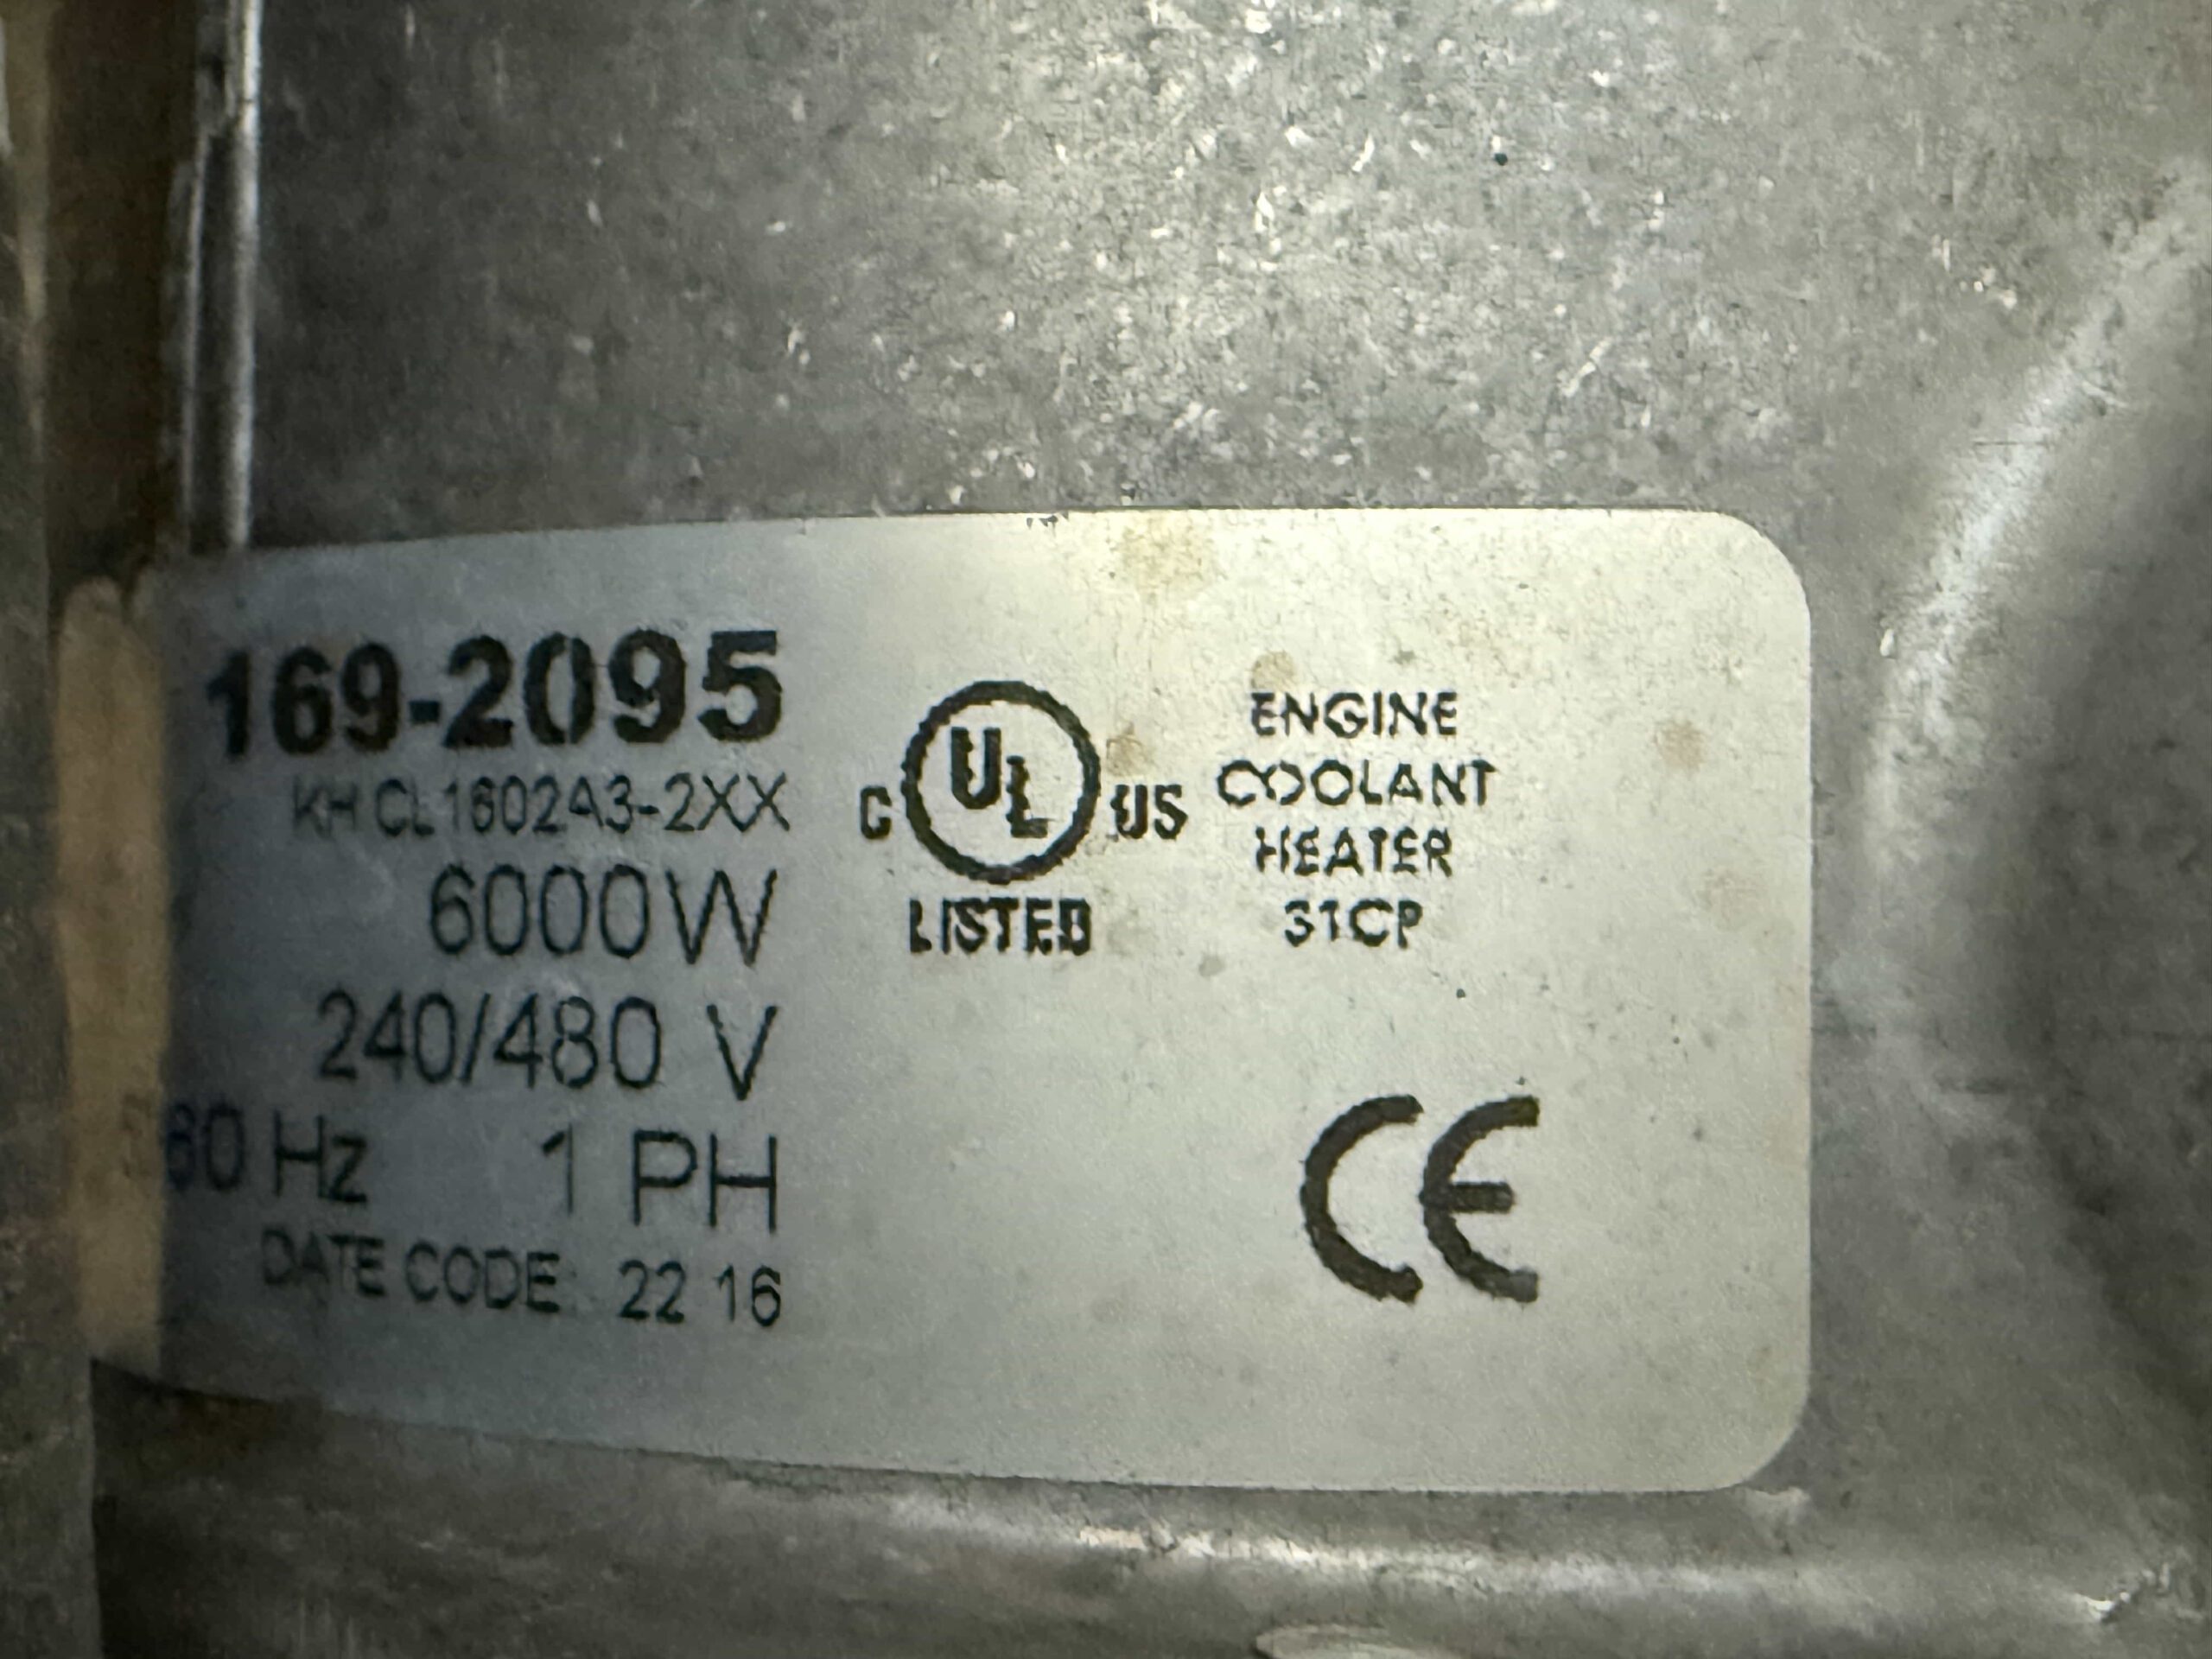 169-2095
KH CL1602A3-2XX
6000W
240/480 V
60 Hz 1 PH
DATE CODE: 22 16
C UL US
LISTED
ENGINE
COOLANT
HEATER
31CP
CE